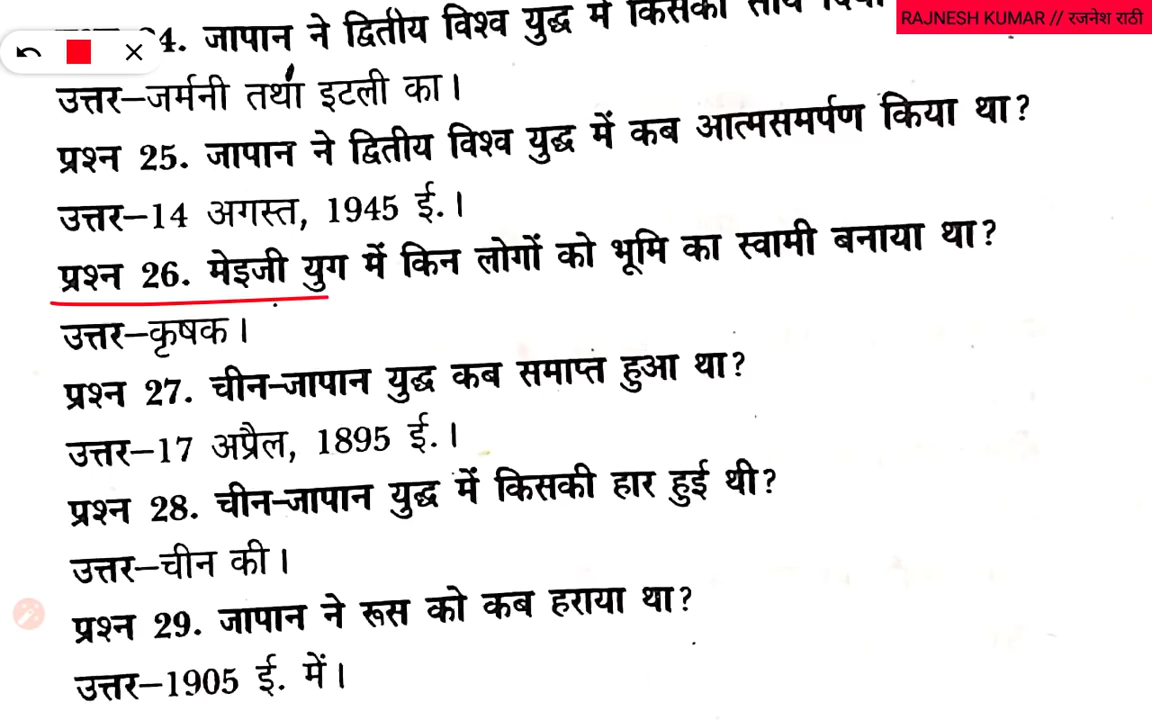 RAJNESH KUMAR // रजनेश राठी
4. जापान ने द्वितीय विश्व युद्ध में किसका साथ दिया
उत्तर–जर्मनी तथा इटली का।
प्रश्न 25. जापान ने द्वितीय विश्व युद्ध में कब आत्मसमर्पण किया था?
उत्तर–14 अगस्त, 1945 ई.।
प्रश्न 26. मेइजी युग में किन लोगों को भूमि का स्वामी बनाया था?
उत्तर–कृषक।
प्रश्न 27. चीन-जापान युद्ध कब समाप्त हुआ था?
उत्तर–17 अप्रैल, 1895 ई.।
प्रश्न 28. चीन-जापान युद्ध में किसकी हार हुई थी?
उत्तर–चीन की।
प्रश्न 29. जापान ने रूस को कब हराया था?
उत्तर–1905 ई. में।